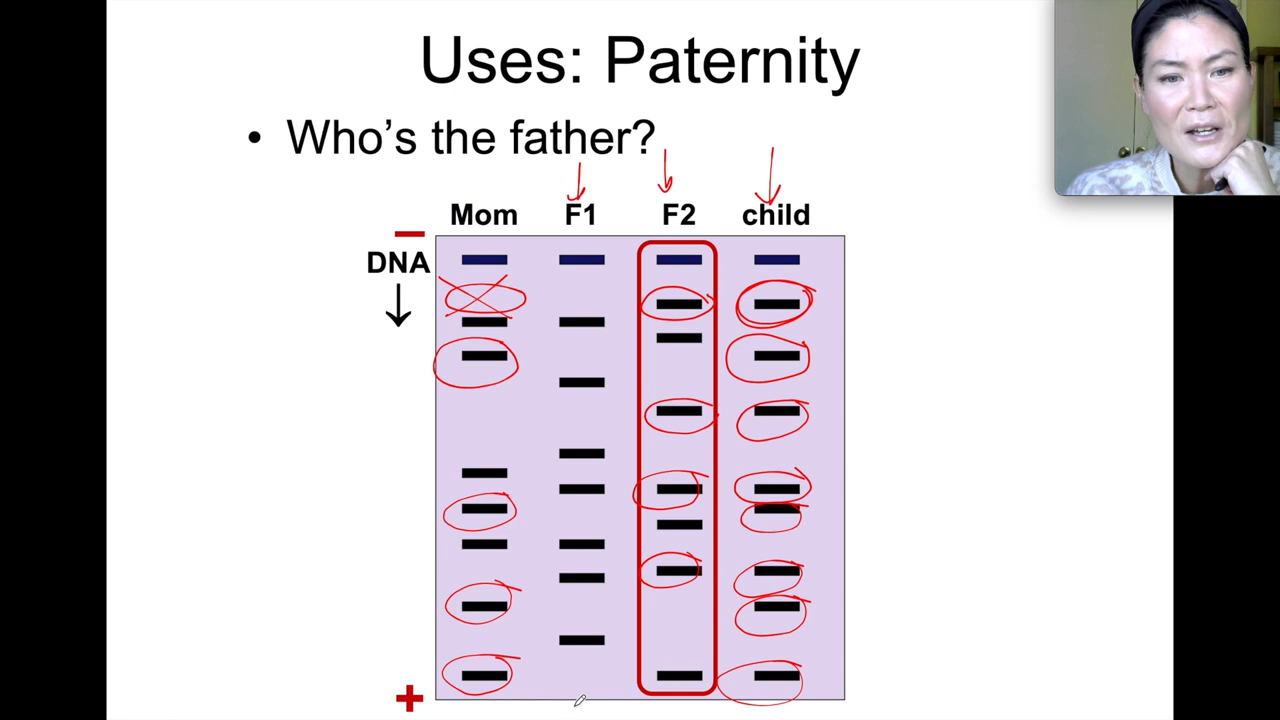 Uses: Paternity
• Who's the father?
Mom F1 F2 child
−
DNA
↓
+